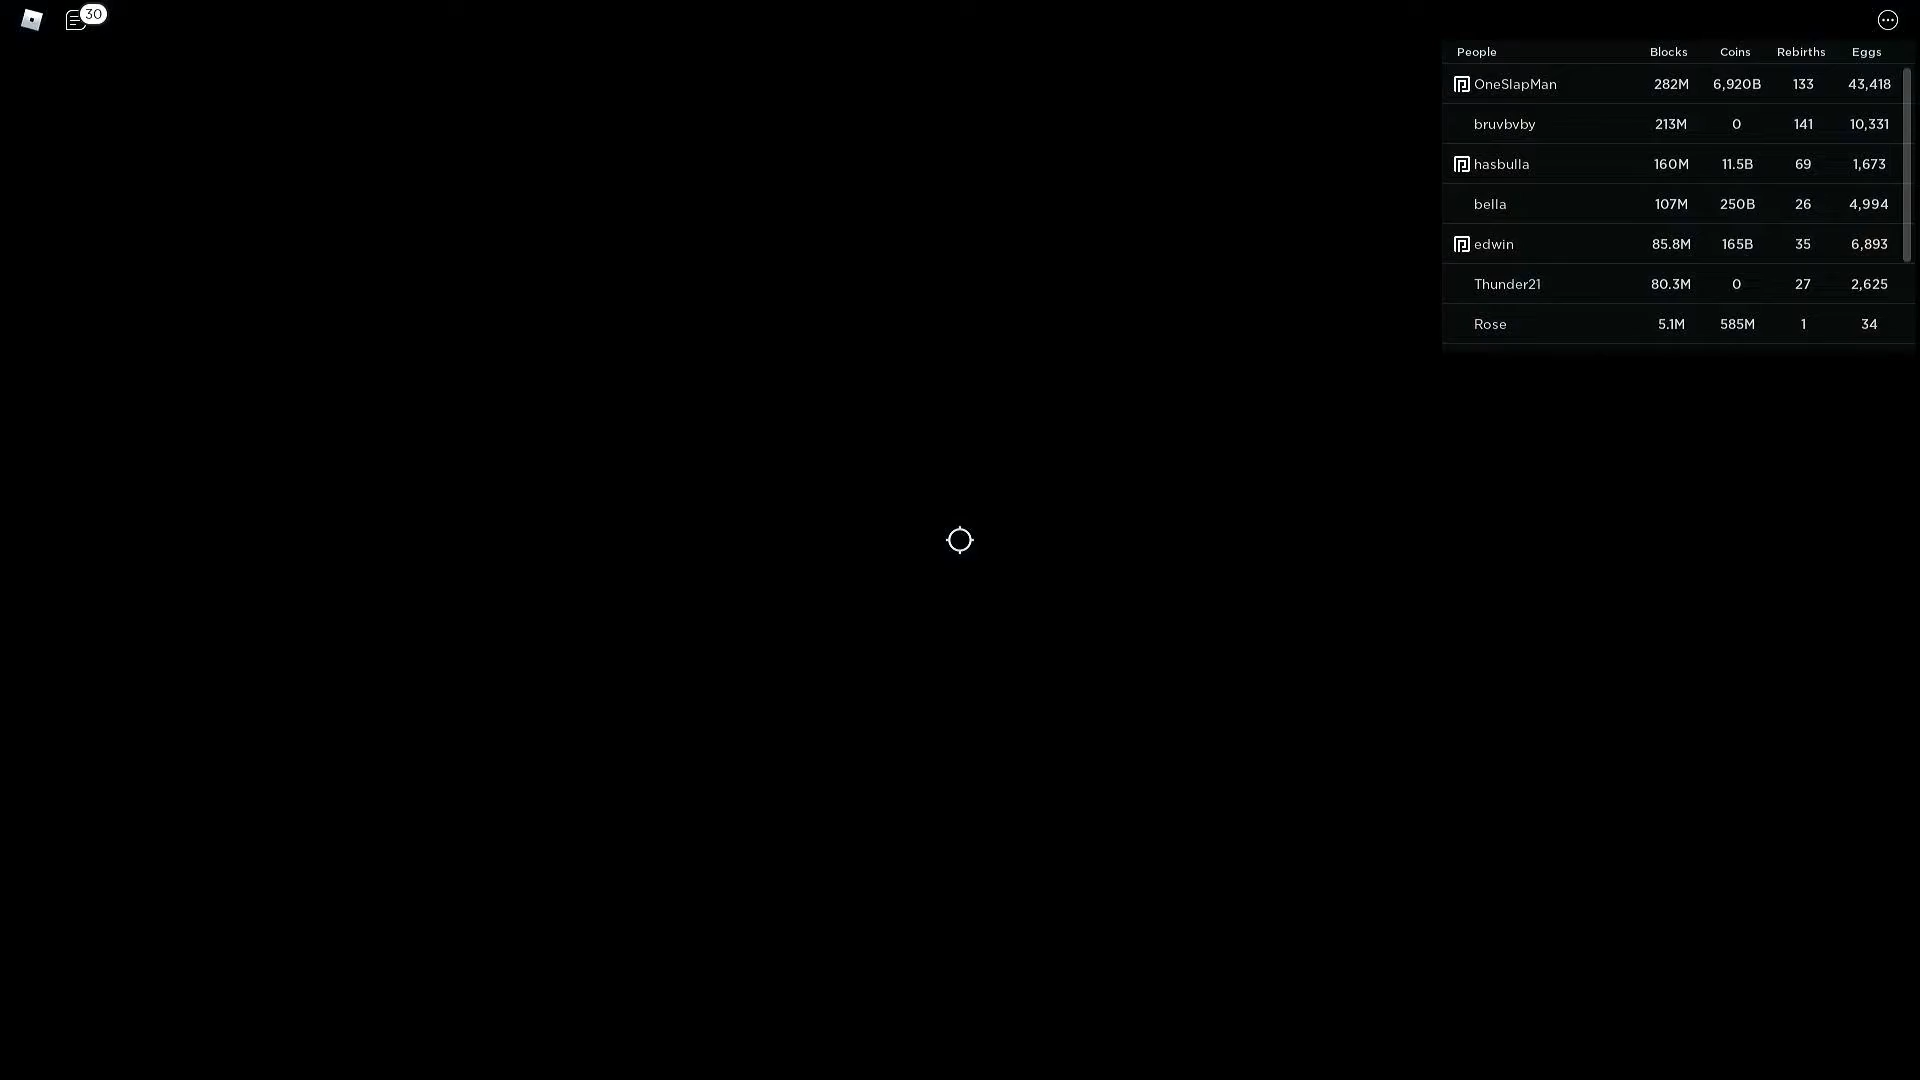 30
People Blocks Coins Rebirths Eggs
OneSlapMan 282M 6,920B 133 43,418
bruvbvby 213M 0 141 10,331
hasbulla 160M 11.5B 69 1,673
bella 107M 250B 26 4,994
edwin 85.8M 165B 35 6,893
Thunder21 80.3M 0 27 2,625
Rose 5.1M 585M 1 34